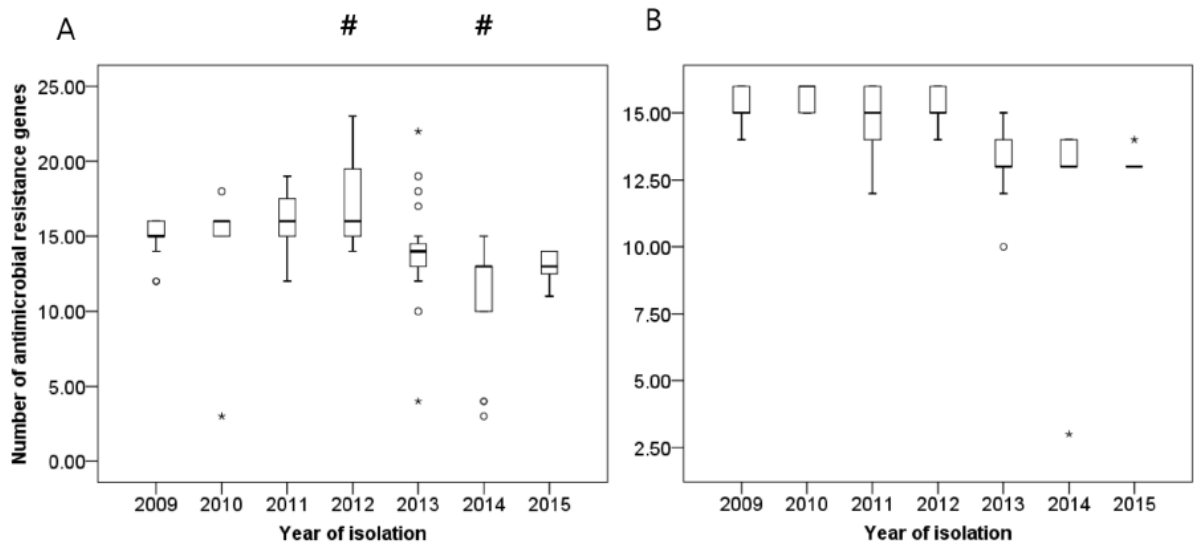 A # # B
Number of antimicrobial resistance genes
25.00
20.00
15.00
10.00
5.00
0.00
2009 2010 2011 2012 2013 2014 2015
Year of isolation
15.00
12.50
10.00
7.50
5.00
2.50
2009 2010 2011 2012 2013 2014 2015
Year of isolation